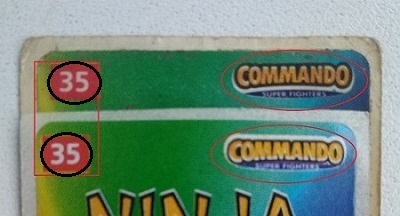 35 COMMANDO
SUPER FIGHTERS
35 COMMANDO
SUPER FIGHTERS
NINJA